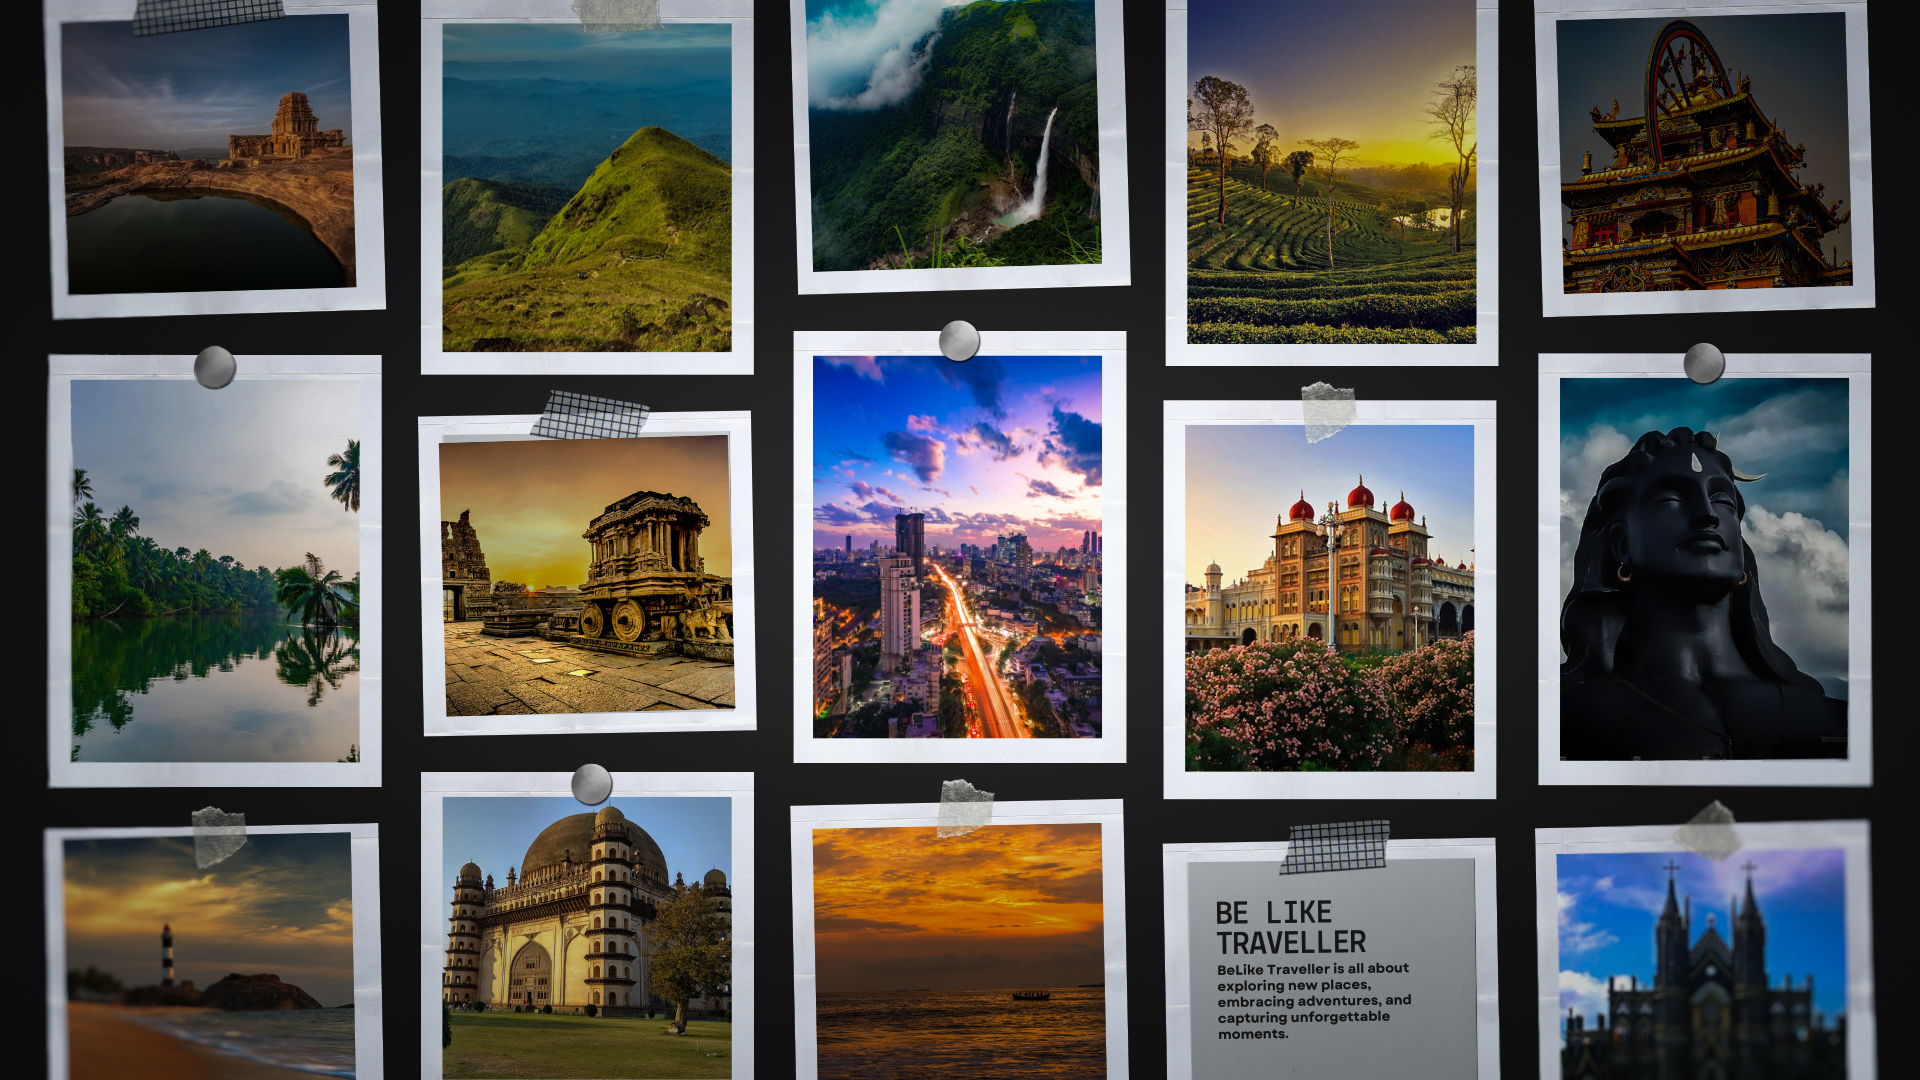 BE LIKE
TRAVELLER
BeLike Traveller is all about
exploring new places,
embracing adventures, and
capturing unforgettable
moments.